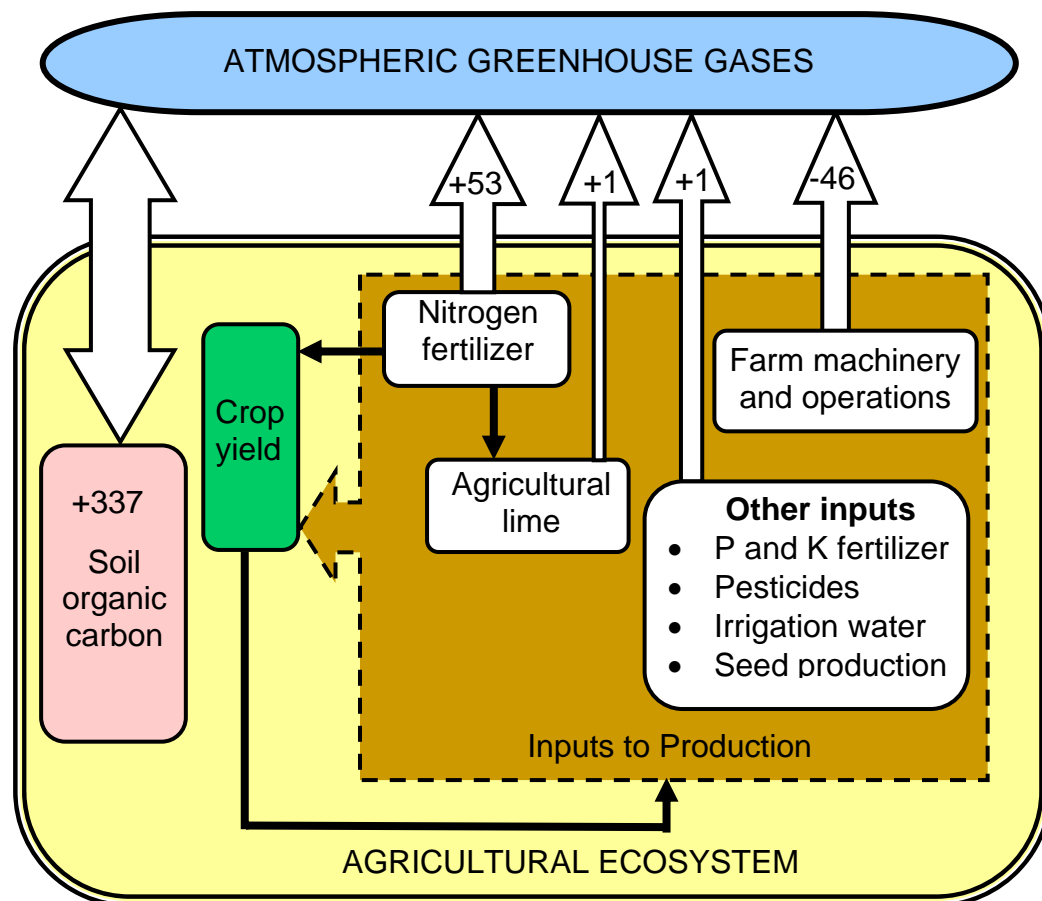 ATMOSPHERIC GREENHOUSE GASES
+53
+1
+1
-46
Nitrogen
fertilizer
Farm machinery
and operations
Crop
yield
Agricultural
lime
+337
Soil
organic
carbon
Other inputs
• P and K fertilizer
• Pesticides
• Irrigation water
• Seed production
Inputs to Production
AGRICULTURAL ECOSYSTEM